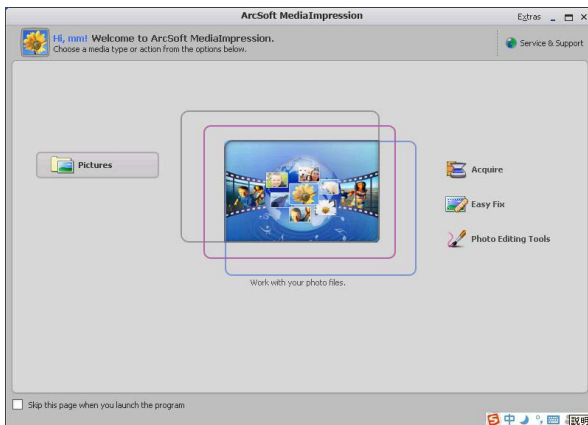 ArcSoft MediaImpression
Extras
Hi, mm! Welcome to ArcSoft MediaImpression.
Choose a media type or action from the options below.
Service & Support
Pictures
Acquire
Easy Fix
Photo Editing Tools
Work with your photo files.
Skip this page when you launch the program
中
説明